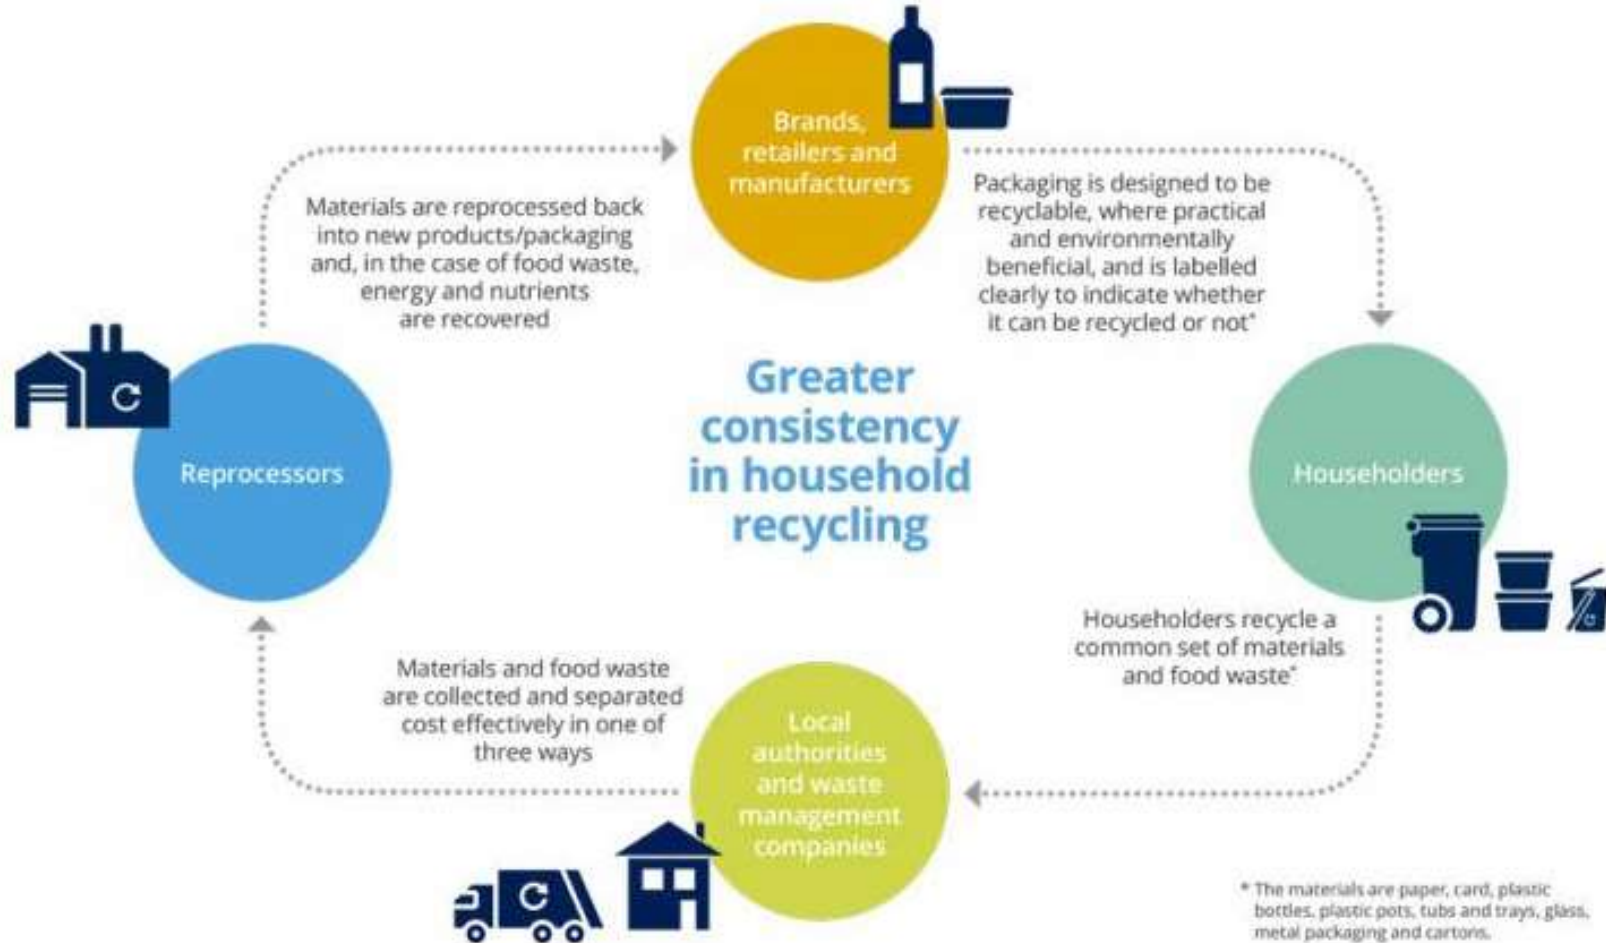 Brands,
retailers and
manufacturers
Packaging is designed to be
recyclable, where practical
and environmentally
beneficial, and is labelled
clearly to indicate whether
it can be recycled or not*
Materials are reprocessed back
into new products/packaging
and, in the case of food waste,
energy and nutrients
are recovered
Greater
consistency
in household
recycling
Reprocessors
Householders
Householders recycle a
common set of materials
and food waste*
Materials and food waste
are collected and separated
cost effectively in one of
three ways
Local
authorities
and waste
management
companies
* The materials are paper, card, plastic
bottles, plastic pots, tubs and trays, glass,
metal packaging and cartons.